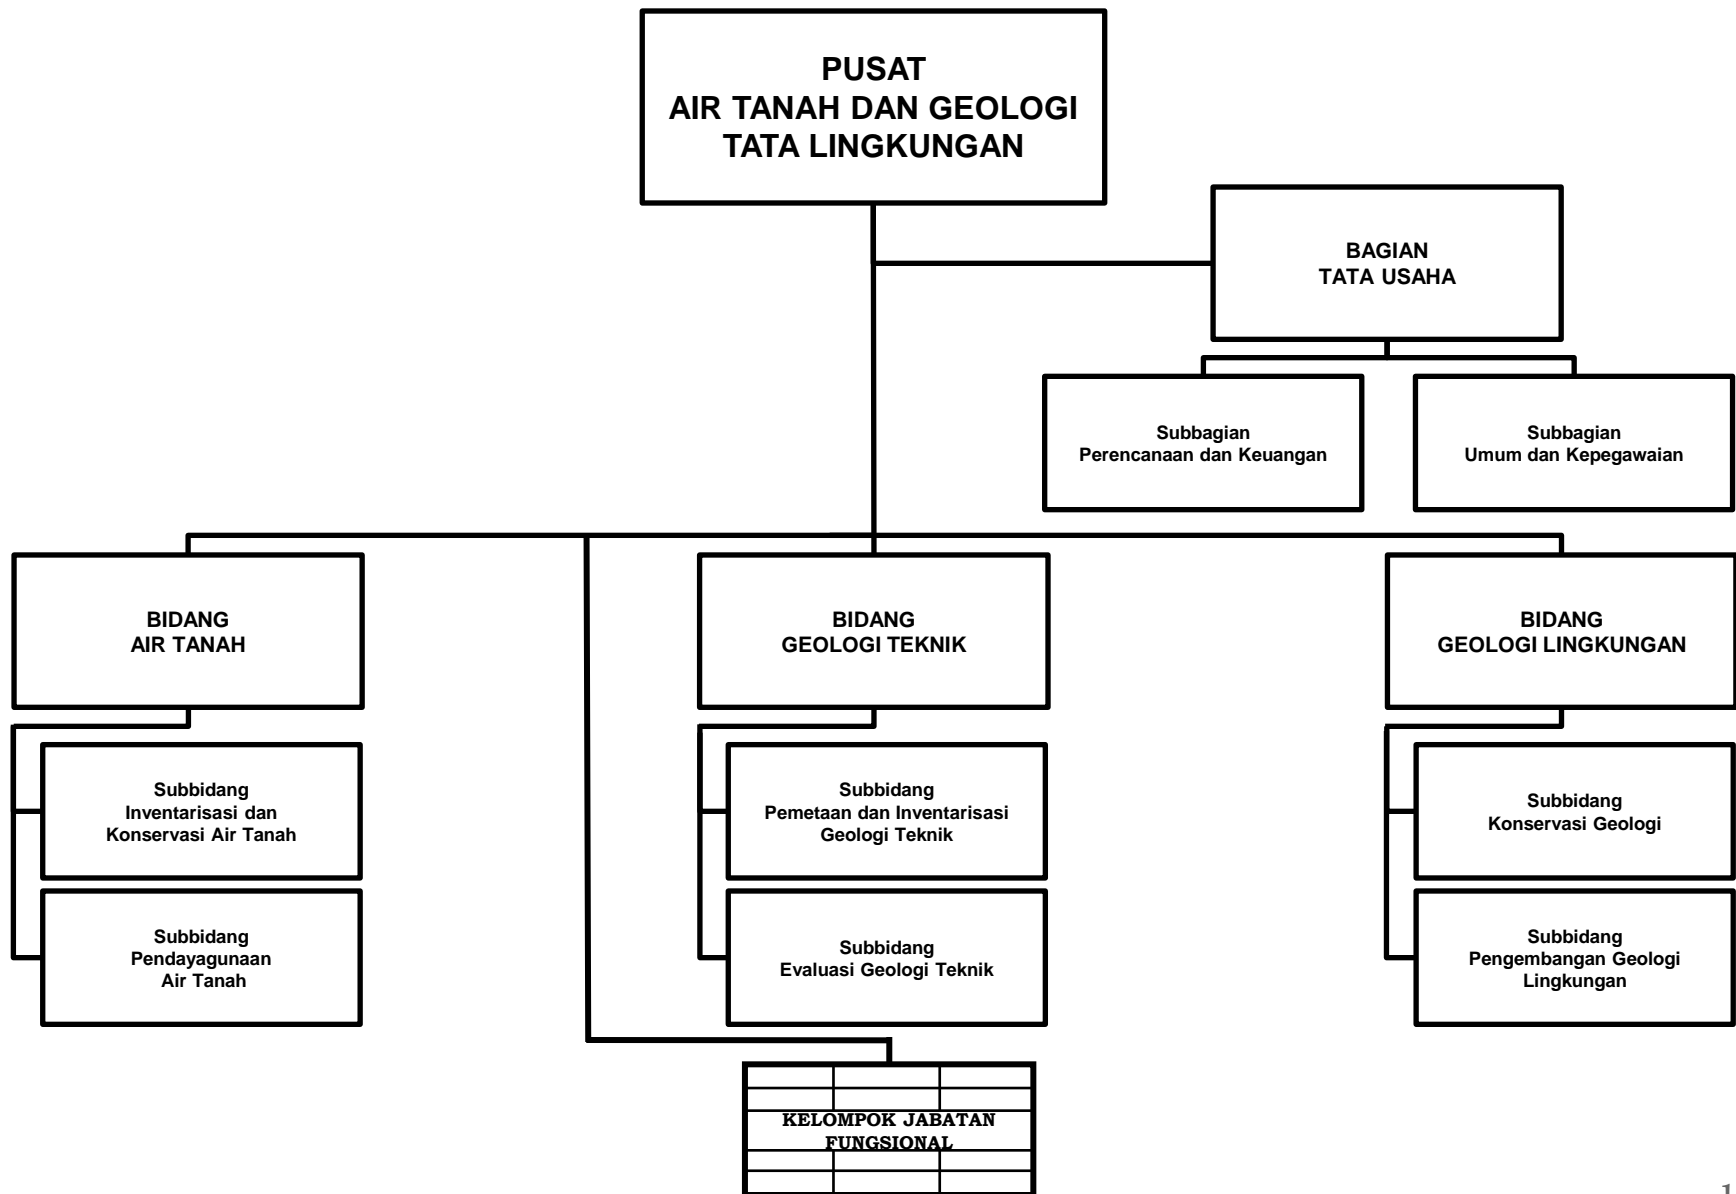 PUSAT
AIR TANAH DAN GEOLOGI
TATA LINGKUNGAN
BAGIAN
TATA USAHA
Subbagian
Perencanaan dan Keuangan
Subbagian
Umum dan Kepegawaian
BIDANG
AIR TANAH
BIDANG
GEOLOGI TEKNIK
BIDANG
GEOLOGI LINGKUNGAN
Subbidang
Inventarisasi dan
Konservasi Air Tanah
Subbidang
Pemetaan dan Inventarisasi
Geologi Teknik
Subbidang
Konservasi Geologi
Subbidang
Pendayagunaan
Air Tanah
Subbidang
Evaluasi Geologi Teknik
Subbidang
Pengembangan Geologi
Lingkungan
KELOMPOK JABATAN
FUNGSIONAL